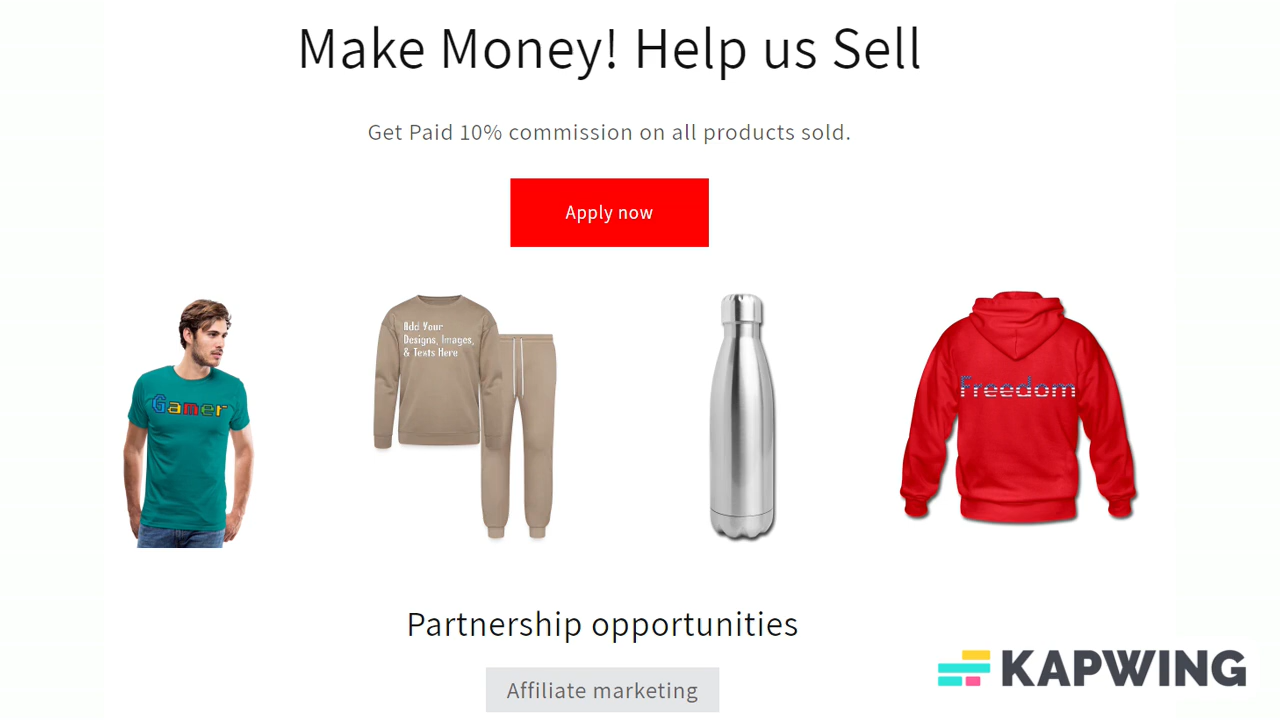 Make Money! Help us Sell
Get Paid 10% commission on all products sold.
Apply now
Gamer
Add Your
Designs, Images,
& Texts Here
Freedom
Partnership opportunities
Affiliate marketing
KAPWING